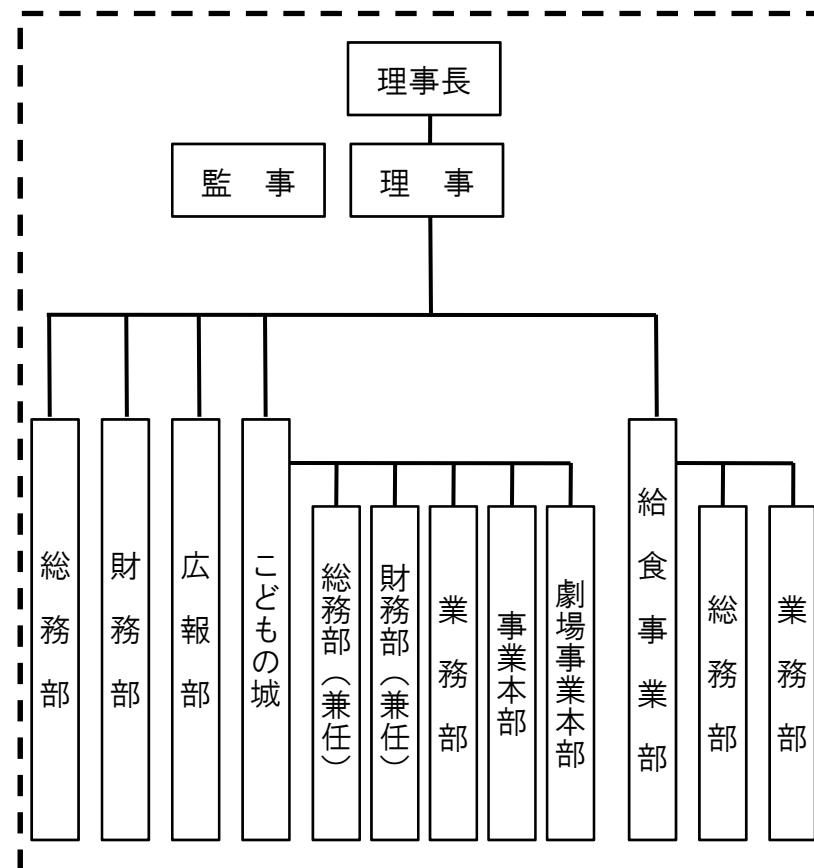 理事長
監　事
理　事
総務部
財務部
広報部
こどもの城
総務部（兼任）
財務部（兼任）
業務部
事業本部
劇場事業本部
給食事業部
総務部
業務部